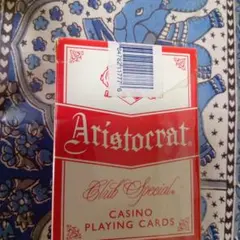 Aristocrat®
Club Special®
CASINO
PLAYING CARDS